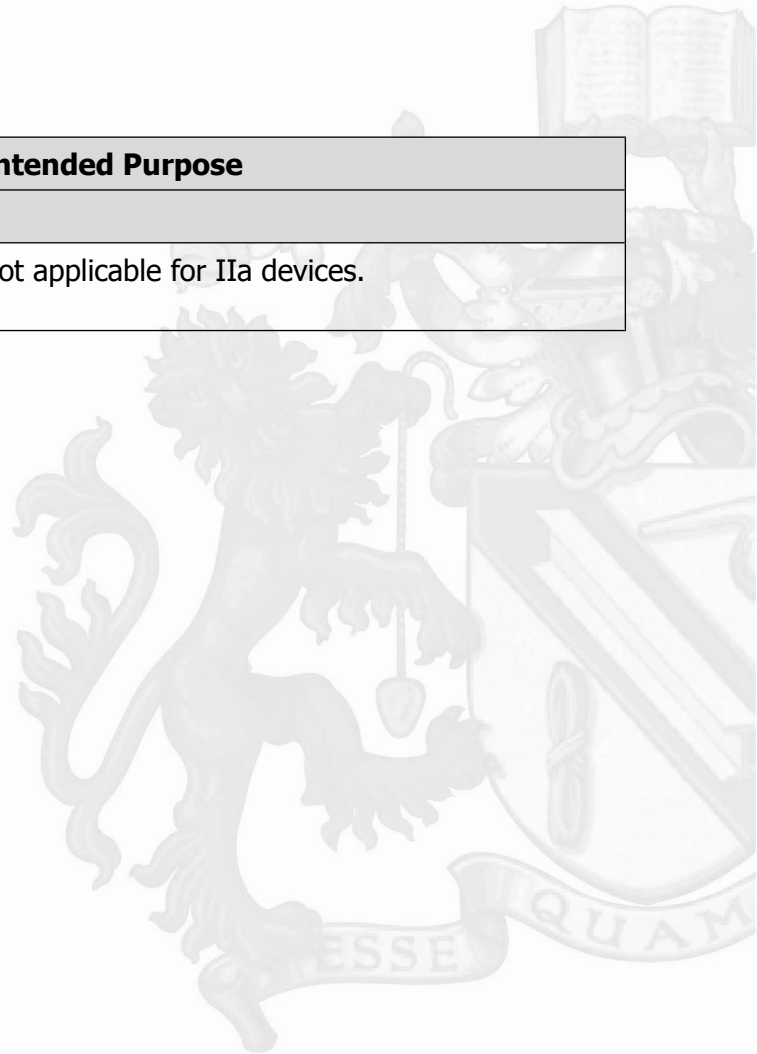 ntended Purpose
ot applicable for IIa devices.
ESSE
QUAM